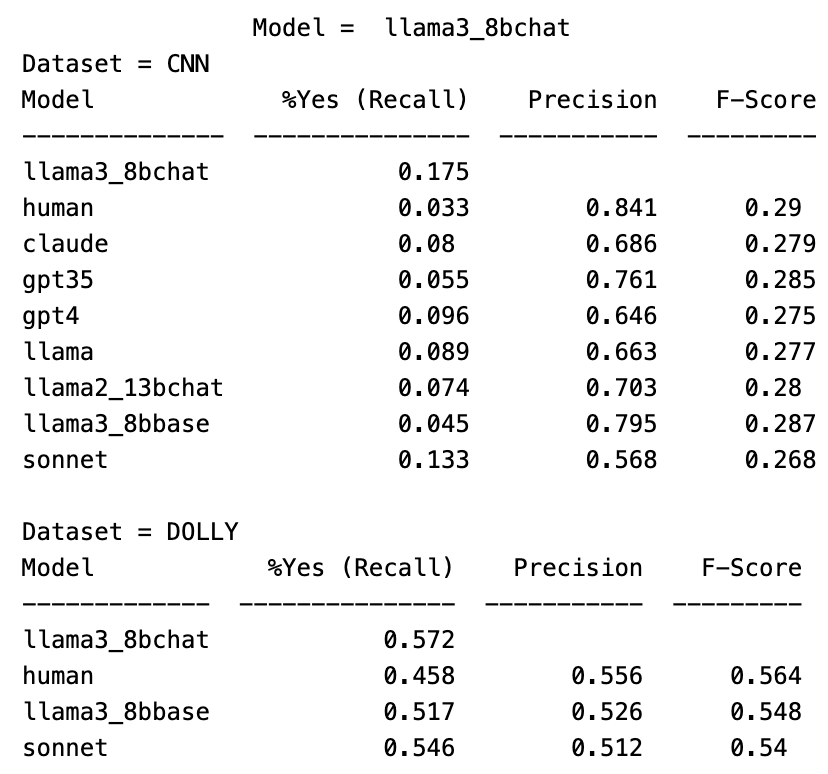 Model =  llama3_8bchat
Dataset = CNN
Model             %Yes (Recall)    Precision    F-Score
--------------  ---------------  -----------  ---------
llama3_8bchat             0.175
human                     0.033        0.841      0.29
claude                    0.08         0.686      0.279
gpt35                     0.055        0.761      0.285
gpt4                      0.096        0.646      0.275
llama                     0.089        0.663      0.277
llama2_13bchat            0.074        0.703      0.28
llama3_8bbase             0.045        0.795      0.287
sonnet                    0.133        0.568      0.268
Dataset = DOLLY
Model            %Yes (Recall)    Precision    F-Score
-------------  ---------------  -----------  ---------
llama3_8bchat            0.572
human                    0.458        0.556      0.564
llama3_8bbase            0.517        0.526      0.548
sonnet                   0.546        0.512      0.54